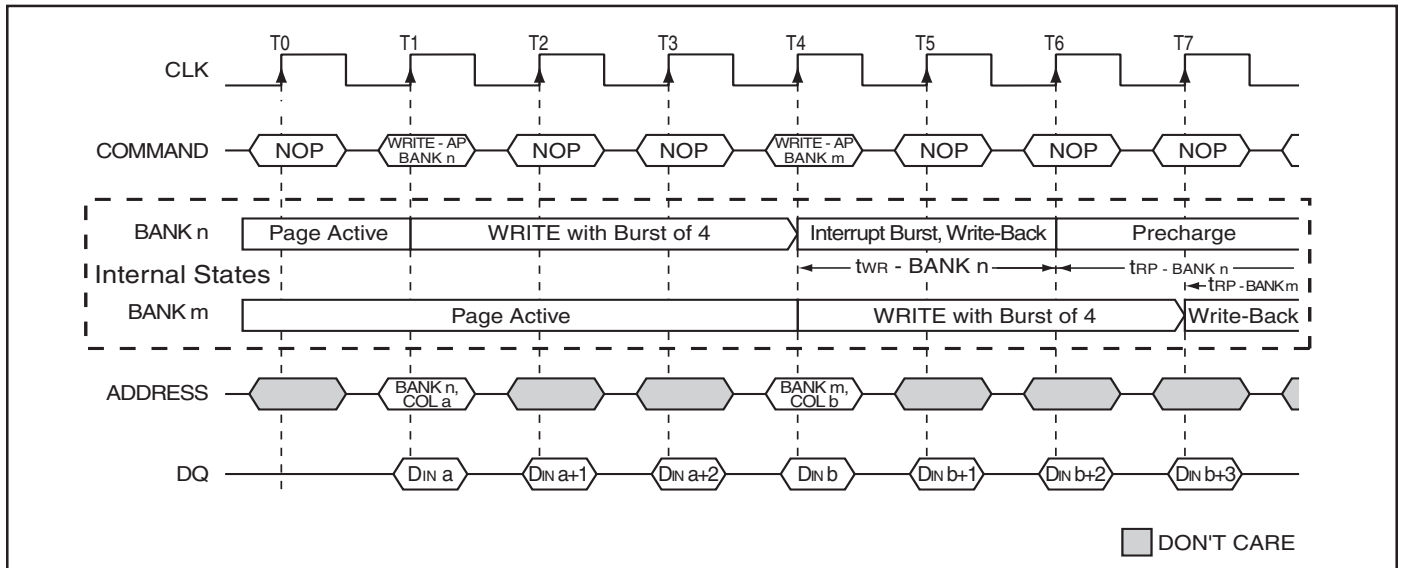 T0 T1 T2 T3 T4 T5 T6 T7
CLK
COMMAND NOP WRITE - AP BANK n NOP NOP WRITE - AP BANK m NOP NOP NOP
BANK n Page Active WRITE with Burst of 4 Interrupt Burst, Write-Back Precharge
Internal States tWR - BANK n tRP - BANK n
tRP - BANK m
BANK m Page Active WRITE with Burst of 4 Write-Back
ADDRESS BANK n, COL a BANK m, COL b
DQ DIN a DIN a+1 DIN a+2 DIN b DIN b+1 DIN b+2 DIN b+3
DON'T CARE